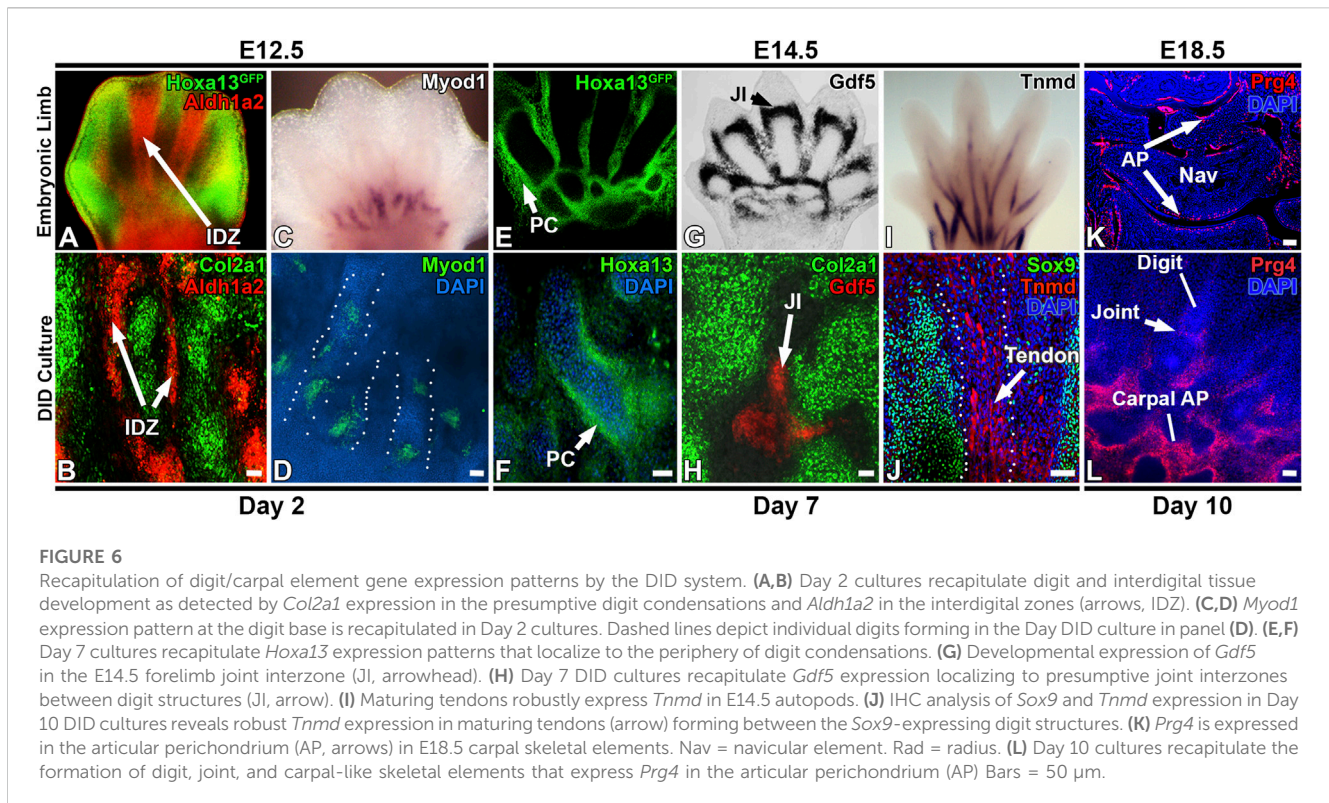 E12.5
E14.5
E18.5
Embryonic Limb
Hoxa13GFP
Aldh1a2
IDZ
A
Myod1
C
Hoxa13GFP
PC
E
Gdf5
JI
G
Tnmd
I
Prg4
DAPI
AP
Nav
K
DID Culture
Col2a1
Aldh1a2
IDZ
B
Myod1
DAPI
D
Hoxa13
DAPI
PC
F
Col2a1
Gdf5
JI
H
Sox9
Tnmd
DAPI
Tendon
J
Digit
Prg4
DAPI
Joint
Carpal AP
L
Day 2
Day 7
Day 10
FIGURE 6
Recapitulation of digit/carpal element gene expression patterns by the DID system. (A,B) Day 2 cultures recapitulate digit and interdigital tissue
development as detected by Col2a1 expression in the presumptive digit condensations and Aldh1a2 in the interdigital zones (arrows, IDZ). (C,D) Myod1
expression pattern at the digit base is recapitulated in Day 2 cultures. Dashed lines depict individual digits forming in the Day DID culture in panel (D). (E,F)
Day 7 cultures recapitulate Hoxa13 expression patterns that localize to the periphery of digit condensations. (G) Developmental expression of Gdf5
in the E14.5 forelimb joint interzone (JI, arrowhead). (H) Day 7 DID cultures recapitulate Gdf5 expression localizing to presumptive joint interzones
between digit structures (JI, arrow). (I) Maturing tendons robustly express Tnmd in E14.5 autopods. (J) IHC analysis of Sox9 and Tnmd expression in Day
10 DID cultures reveals robust Tnmd expression in maturing tendons (arrow) forming between the Sox9-expressing digit structures. (K) Prg4 is expressed
in the articular perichondrium (AP, arrows) in E18.5 carpal skeletal elements. Nav = navicular element. Rad = radius. (L) Day 10 cultures recapitulate the
formation of digit, joint, and carpal-like skeletal elements that express Prg4 in the articular perichondrium (AP) Bars = 50 μm.